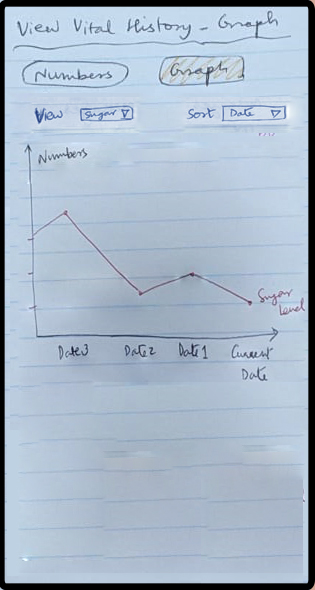 View Vital History - Graph
Numbers Graph
View Sugar Sort Date
Numbers
Sugar Level
Date3 Date2 Date1 Current Date